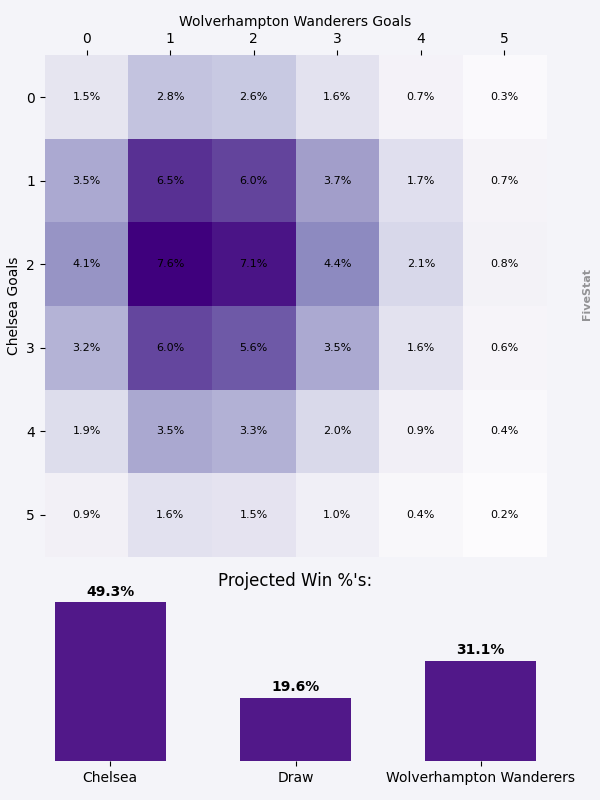 Wolverhampton Wanderers Goals
0 1 2 3 4 5
0 1.5% 2.8% 2.6% 1.6% 0.7% 0.3%
1 3.5% 6.5% 6.0% 3.7% 1.7% 0.7%
2 4.1% 7.6% 7.1% 4.4% 2.1% 0.8%
3 3.2% 6.0% 5.6% 3.5% 1.6% 0.6%
4 1.9% 3.5% 3.3% 2.0% 0.9% 0.4%
5 0.9% 1.6% 1.5% 1.0% 0.4% 0.2%
Chelsea Goals
FiveStat
Projected Win %'s:
49.3% 19.6% 31.1%
Chelsea Draw Wolverhampton Wanderers